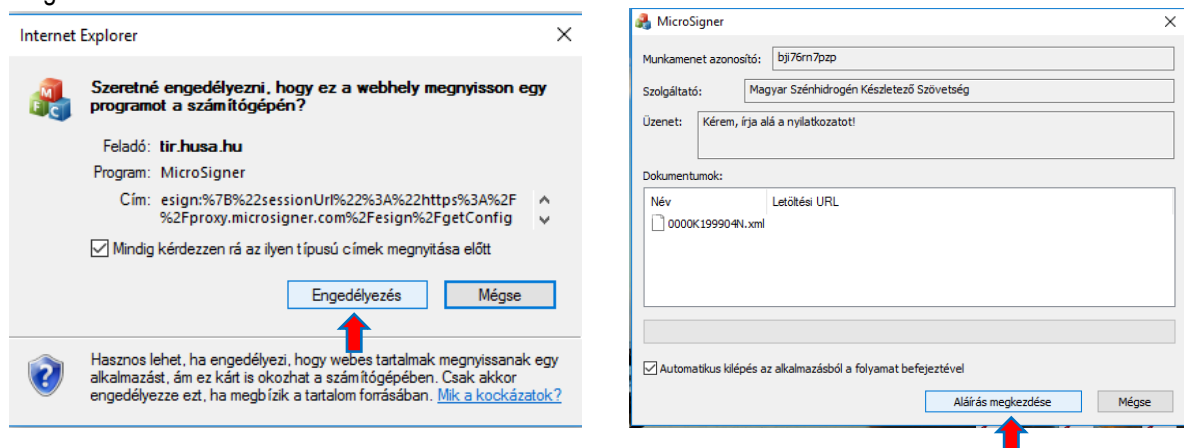 Internet Explorer
Szeretné engedélyezni, hogy ez a webhely megnyisson egy
programot a számítógépén?
Feladó: tir.husa.hu
Program: MicroSigner
Cím: esign:%7B%22sessionUrl%22%3A%22https%3A%2F
%2Fproxy.microsigner.com%2Fesign%2FgetConfig
Mindig kérdezzen rá az ilyen típusú címek megnyitása előtt
Engedélyezés Mégse
Hasznos lehet, ha engedélyezi, hogy webes tartalmak megnyissanak egy
alkalmazást, ám ez kárt is okozhat a számítógépében. Csak akkor
engedélyezze ezt, ha megbízik a tartalom forrásában. Mik a kockázatok?
MicroSigner
Munkamenet azonosító: bji76rn7pzp
Szolgáltató: Magyar Szénhidrogén Készletező Szövetség
Üzenet: Kérem, írja alá a nyilatkozatot!
Dokumentumok:
Név Letöltési URL
0000K199904N.xml
Automatikus kilépés az alkalmazásból a folyamat befejeztével
Aláírás megkezdése Mégse